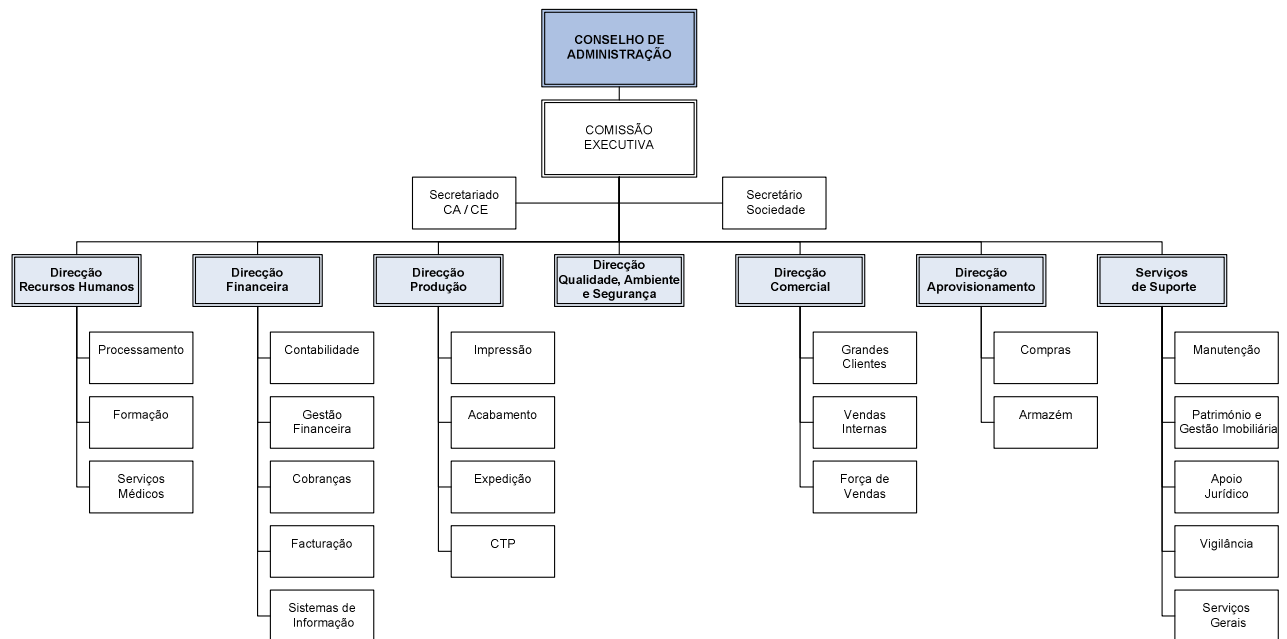 CONSELHO DE
ADMINISTRAÇÃO
COMISSÃO
EXECUTIVA
Secretariado
CA / CE
Secretário
Sociedade
Direcção
Recursos Humanos
Direcção
Financeira
Direcção
Produção
Direcção
Qualidade, Ambiente
e Segurança
Direcção
Comercial
Direcção
Aprovisionamento
Serviços
de Suporte
Processamento
Formação
Serviços
Médicos
Contabilidade
Gestão
Financeira
Cobranças
Facturação
Sistemas de
Informação
Impressão
Acabamento
Expedição
CTP
Grandes
Clientes
Vendas
Internas
Força de
Vendas
Compras
Armazém
Manutenção
Património e
Gestão Imobiliária
Apoio
Jurídico
Vigilância
Serviços
Gerais